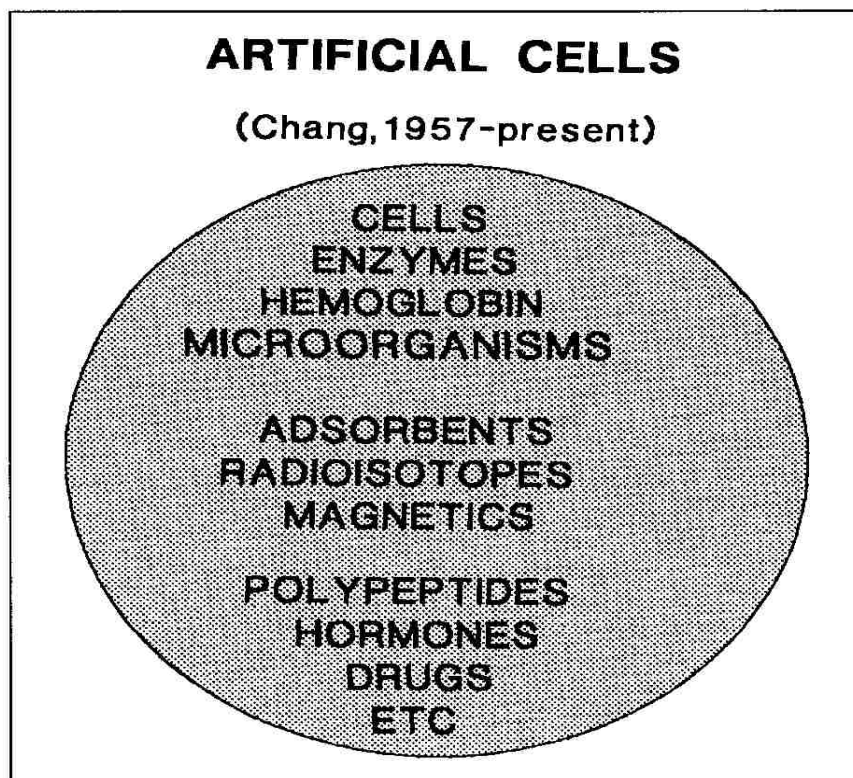 ARTIFICIAL CELLS
(Chang,1957-present)
CELLS
ENZYMES
HEMOGLOBIN
MICROORGANISMS
ADSORBENTS
RADIOISOTOPES
MAGNETICS
POLYPEPTIDES
HORMONES
DRUGS
ETC